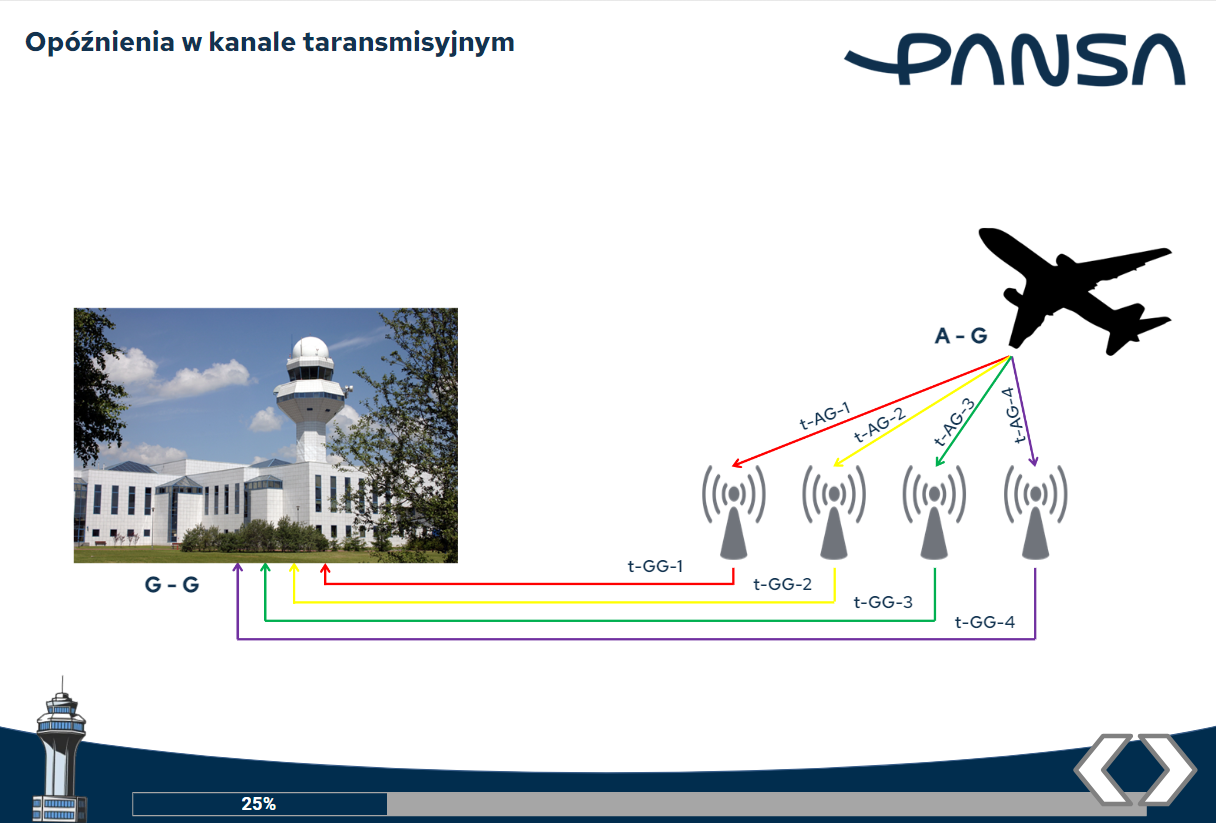 Opóźnienia w kanale taransmisyjnym
PANSA
A - G
t-AG-1
t-AG-2
t-AG-3
t-AG-4
t-GG-1
G - G
t-GG-2
t-GG-3
t-GG-4
25%